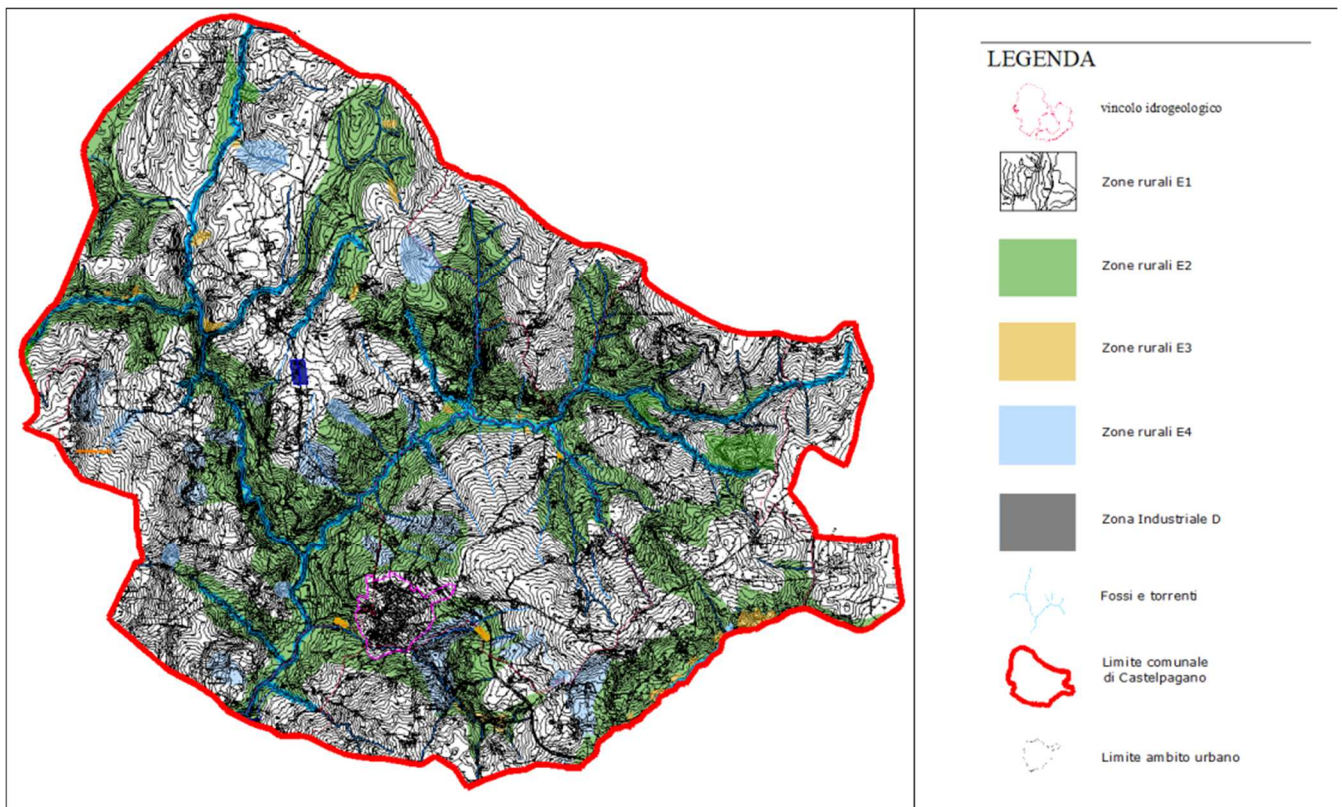 LEGENDA
vincolo idrogeologico
Zone rurali E1
Zone rurali E2
Zone rurali E3
Zone rurali E4
Zona Industriale D
Fossi e torrenti
Limite comunale
di Castelpagano
Limite ambito urbano